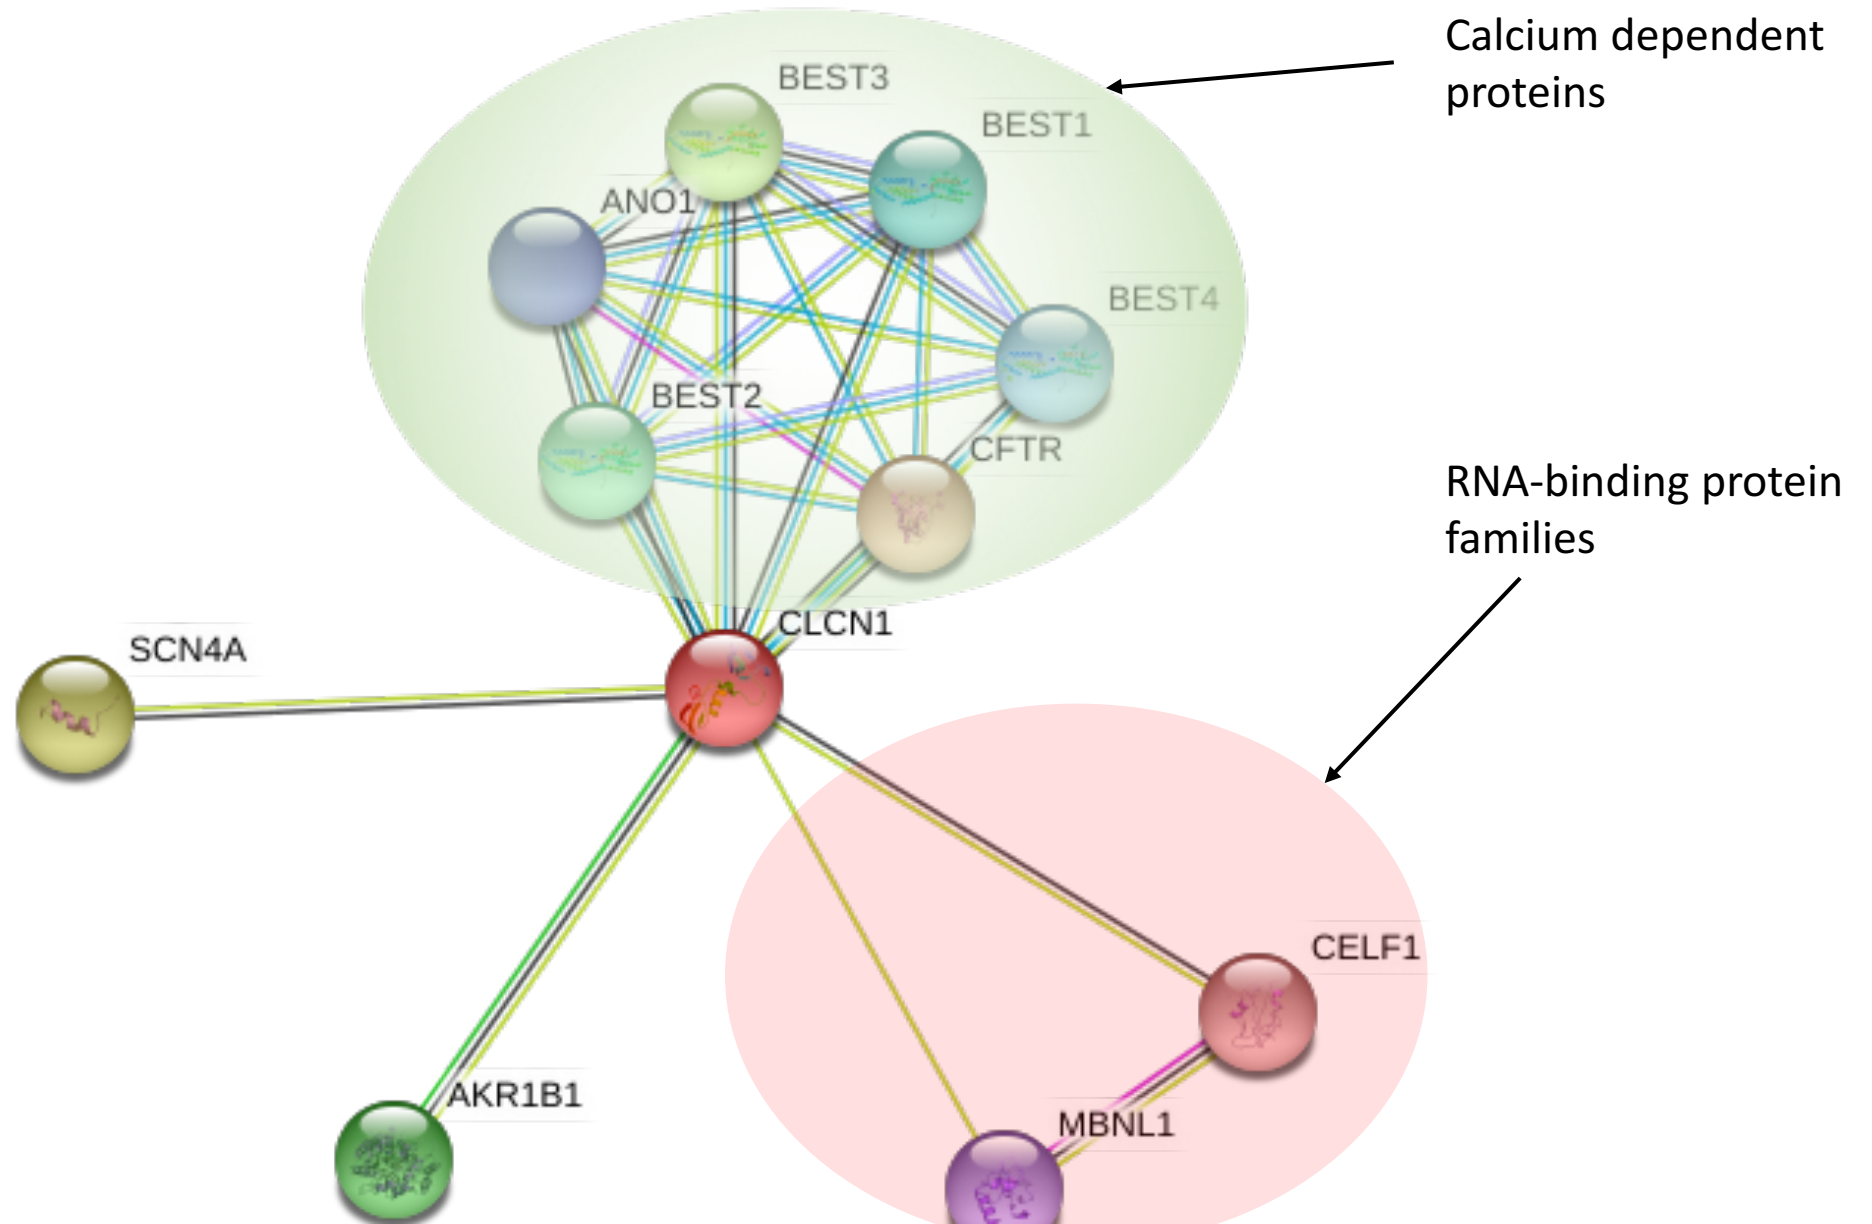 Calcium dependent
proteins
BEST3
BEST1
ANO1
BEST4
BEST2
CFTR
RNA-binding protein
families
CLCN1
SCN4A
CELF1
AKR1B1
MBNL1